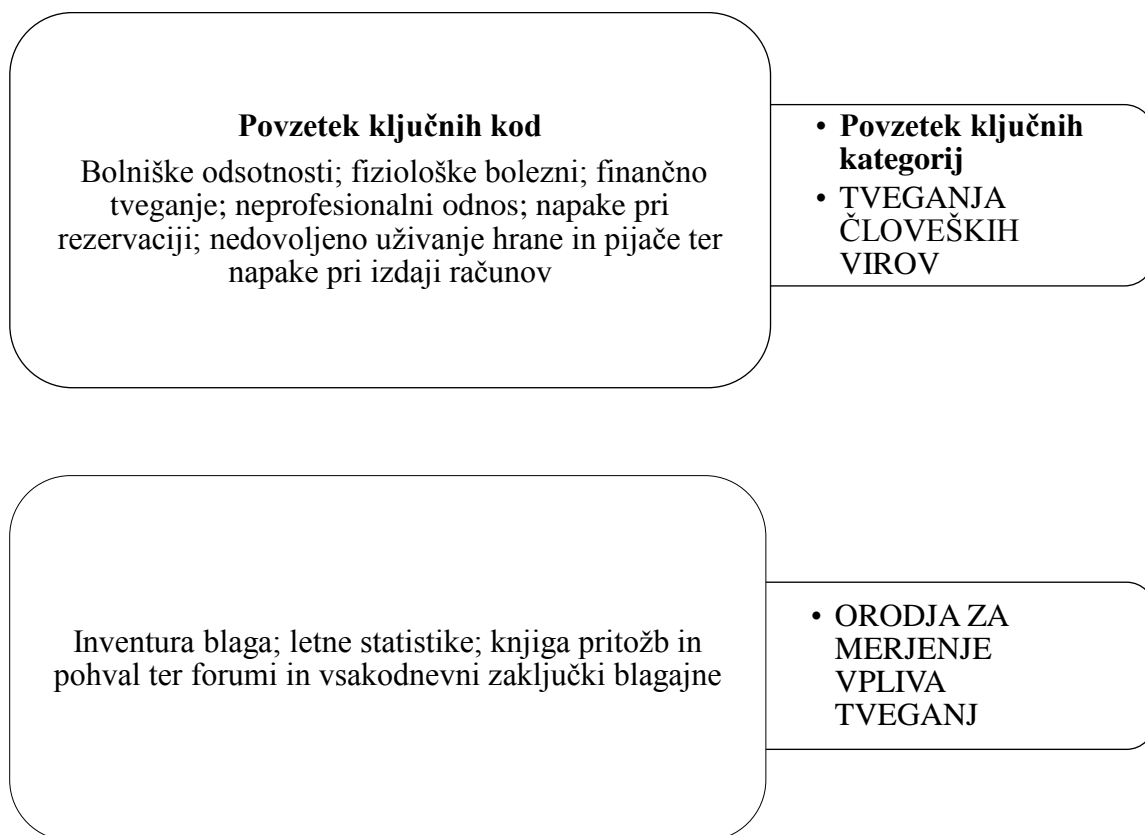 Povzetek ključnih kod
Bolniške odsotnosti; fiziološke bolezni; finančno
tveganje; neprofesionalni odnos; napake pri
rezervaciji; nedovoljeno uživanje hrane in pijače ter
napake pri izdaji računov
• Povzetek ključnih
kategorij
• TVEGANJA
ČLOVEŠKIH
VIROV
Inventura blaga; letne statistike; knjiga pritožb in
pohval ter forumi in vsakodnevni zaključki blagajne
• ORODJA ZA
MERJENJE
VPLIVA
TVEGANJ